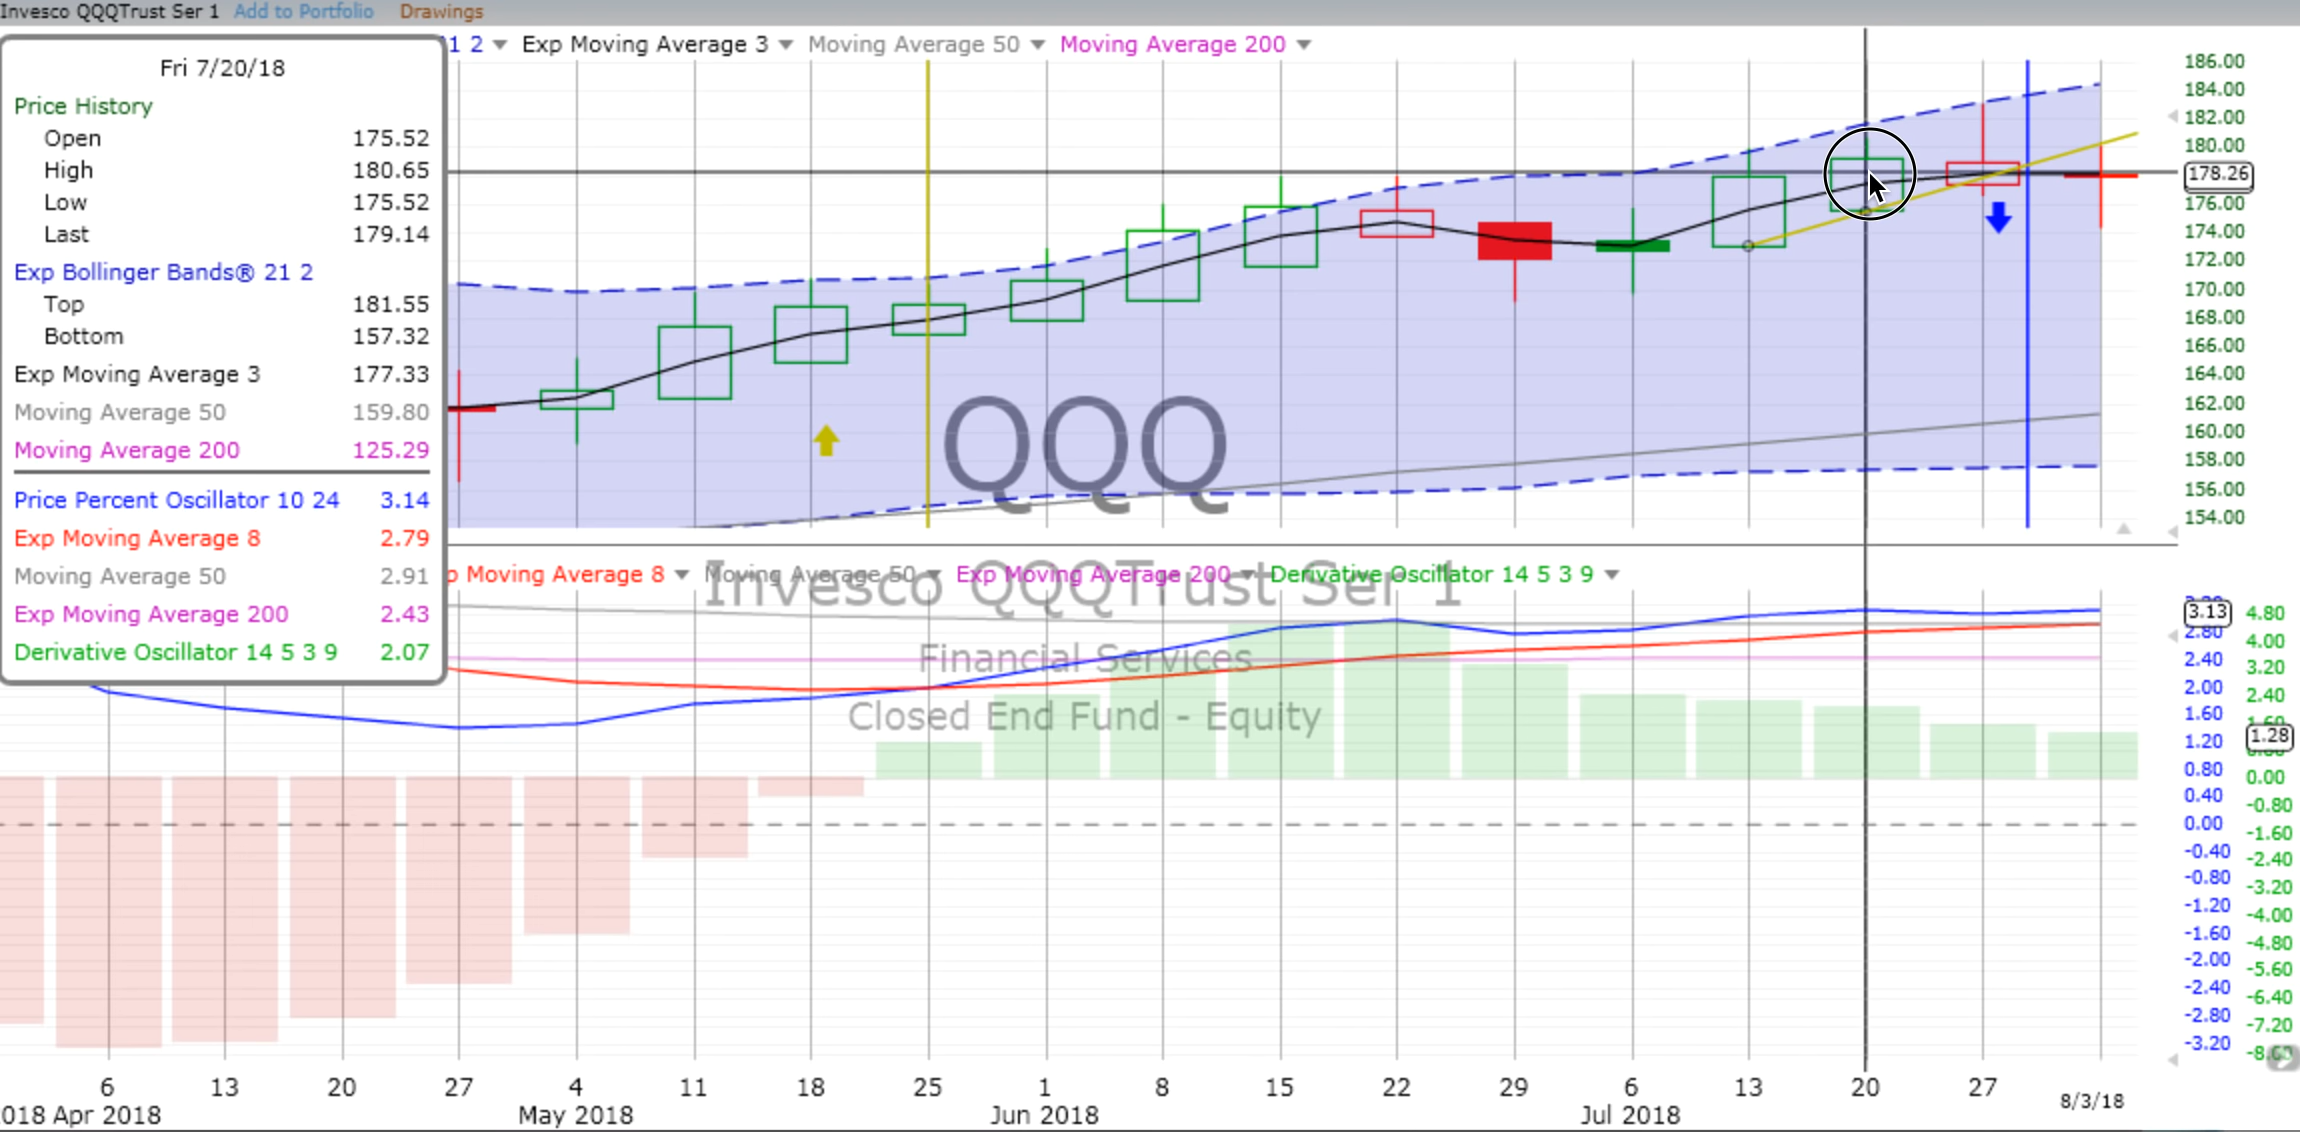 Invesco QQQTrust Ser 1 Add to Portfolio Drawings
1 2 Exp Moving Average 3 Moving Average 50 Moving Average 200
Fri 7/20/18
Price History
Open 175.52
High 180.65
Low 175.52
Last 179.14
Exp Bollinger Bands® 21 2
Top 181.55
Bottom 157.32
Exp Moving Average 3 177.33
Moving Average 50 159.80
Moving Average 200 125.29
Price Percent Oscillator 10 24 3.14
Exp Moving Average 8 2.79
Moving Average 50 2.91
Exp Moving Average 200 2.43
Derivative Oscillator 14 5 3 9 2.07
186.00
184.00
182.00
180.00
178.26
176.00
174.00
172.00
170.00
168.00
166.00
164.00
162.00
160.00
158.00
156.00
154.00
QQQ
Invesco QQQTrust Ser 1
Financial Services
Closed End Fund - Equity
p Moving Average 8 Moving Average 50 Exp Moving Average 200 Derivative Oscillator 14 5 3 9
3.13 4.80
2.80 4.00
2.40 3.20
2.00 2.40
1.60 1.60
1.20 1.28
0.80 0.00
0.40 -0.80
0.00 -1.60
-0.40 -2.40
-0.80 -3.20
-1.20 -4.00
-1.60 -4.80
-2.00 -5.60
-2.40 -6.40
-2.80 -7.20
-3.20
6 13 20 27 4 11 18 25 1 8 15 22 29 6 13 20 27 8/3/18
018 Apr 2018 May 2018 Jun 2018 Jul 2018